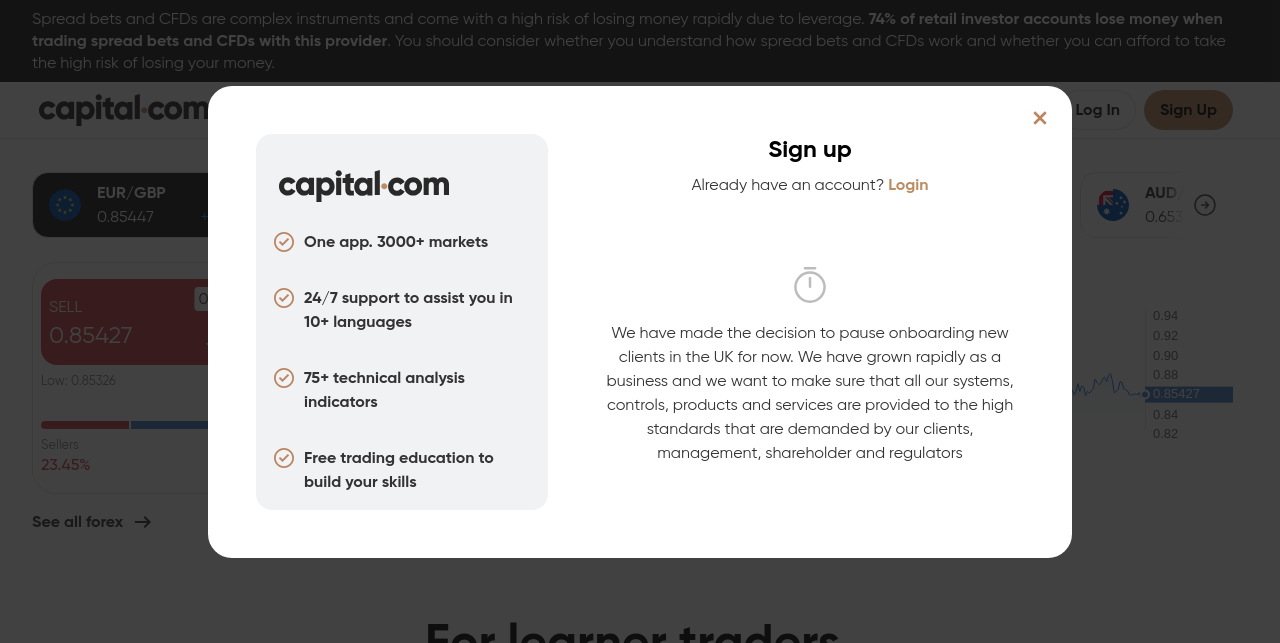 Spread bets and CFDs are complex instruments and come with a high risk of losing money rapidly due to leverage. 74% of retail investor accounts lose money when
trading spread bets and CFDs with this provider. You should consider whether you understand how spread bets and CFDs work and whether you can afford to take
the high risk of losing your money.
capital.com
Log In
Sign Up
EUR/GBP
0.85447
AUD/
0.653
SELL
0.85427
Low: 0.85326
Sellers
23.45%
See all forex
0.94
0.92
0.90
0.88
0.85427
0.84
0.82
capital.com
One app. 3000+ markets
24/7 support to assist you in
10+ languages
75+ technical analysis
indicators
Free trading education to
build your skills
Sign up
Already have an account? Login
We have made the decision to pause onboarding new
clients in the UK for now. We have grown rapidly as a
business and we want to make sure that all our systems,
controls, products and services are provided to the high
standards that are demanded by our clients,
management, shareholder and regulators
For learner traders